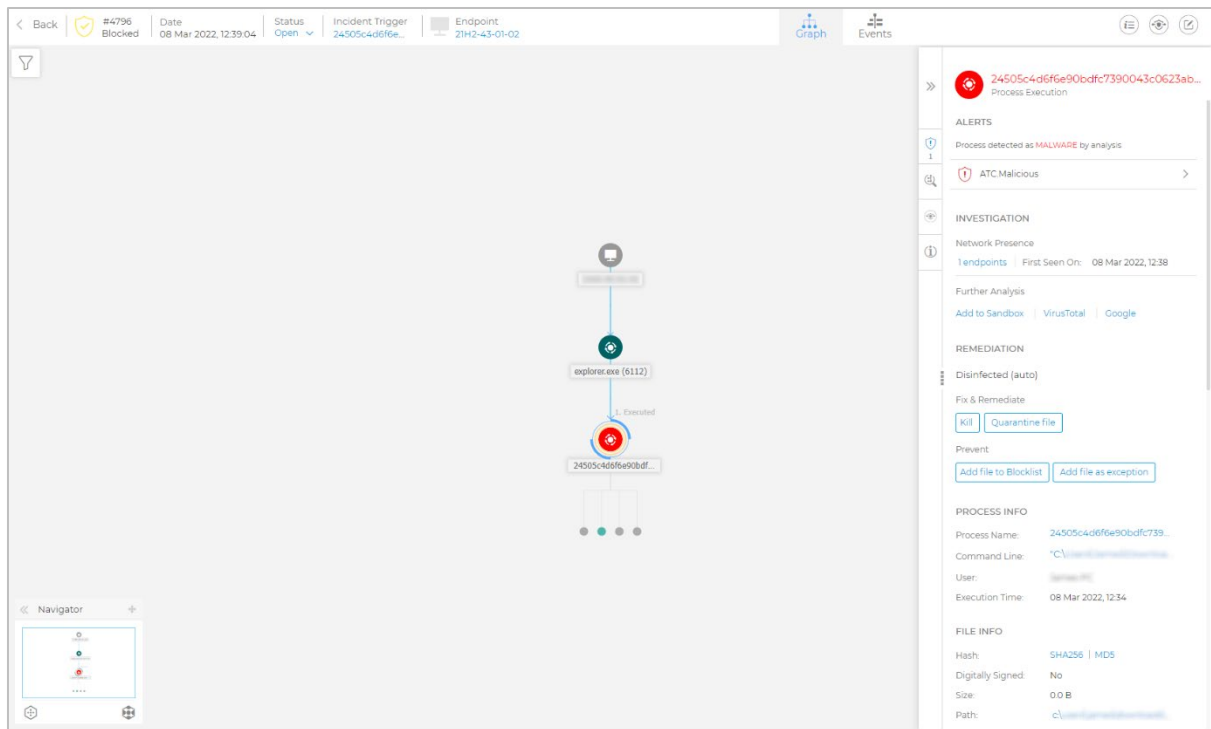 Back
#4796
Blocked
Date
08 Mar 2022, 12:39:04
Status
Open
Incident Trigger
24505c4d6f6e...
Endpoint
21H2-43-01-02
Graph
Events
explorer.exe (6112)
1. Executed
24505c4d6f6e90bdf...
Navigator
24505c4d6f6e90bdfc7390043c0623ab...
Process Execution
ALERTS
Process detected as MALWARE by analysis
1
ATC.Malicious
INVESTIGATION
Network Presence
1 endpoints First Seen On: 08 Mar 2022, 12:38
Further Analysis
Add to Sandbox VirusTotal Google
REMEDIATION
Disinfected (auto)
Fix & Remediate
Kill Quarantine file
Prevent
Add file to Blocklist Add file as exception
PROCESS INFO
Process Name: 24505c4d6f6e90bdfc739...
Command Line: "C:\
User:
Execution Time: 08 Mar 2022, 12:34
FILE INFO
Hash: SHA256 | MD5
Digitally Signed: No
Size: 0.0 B
Path: c:\